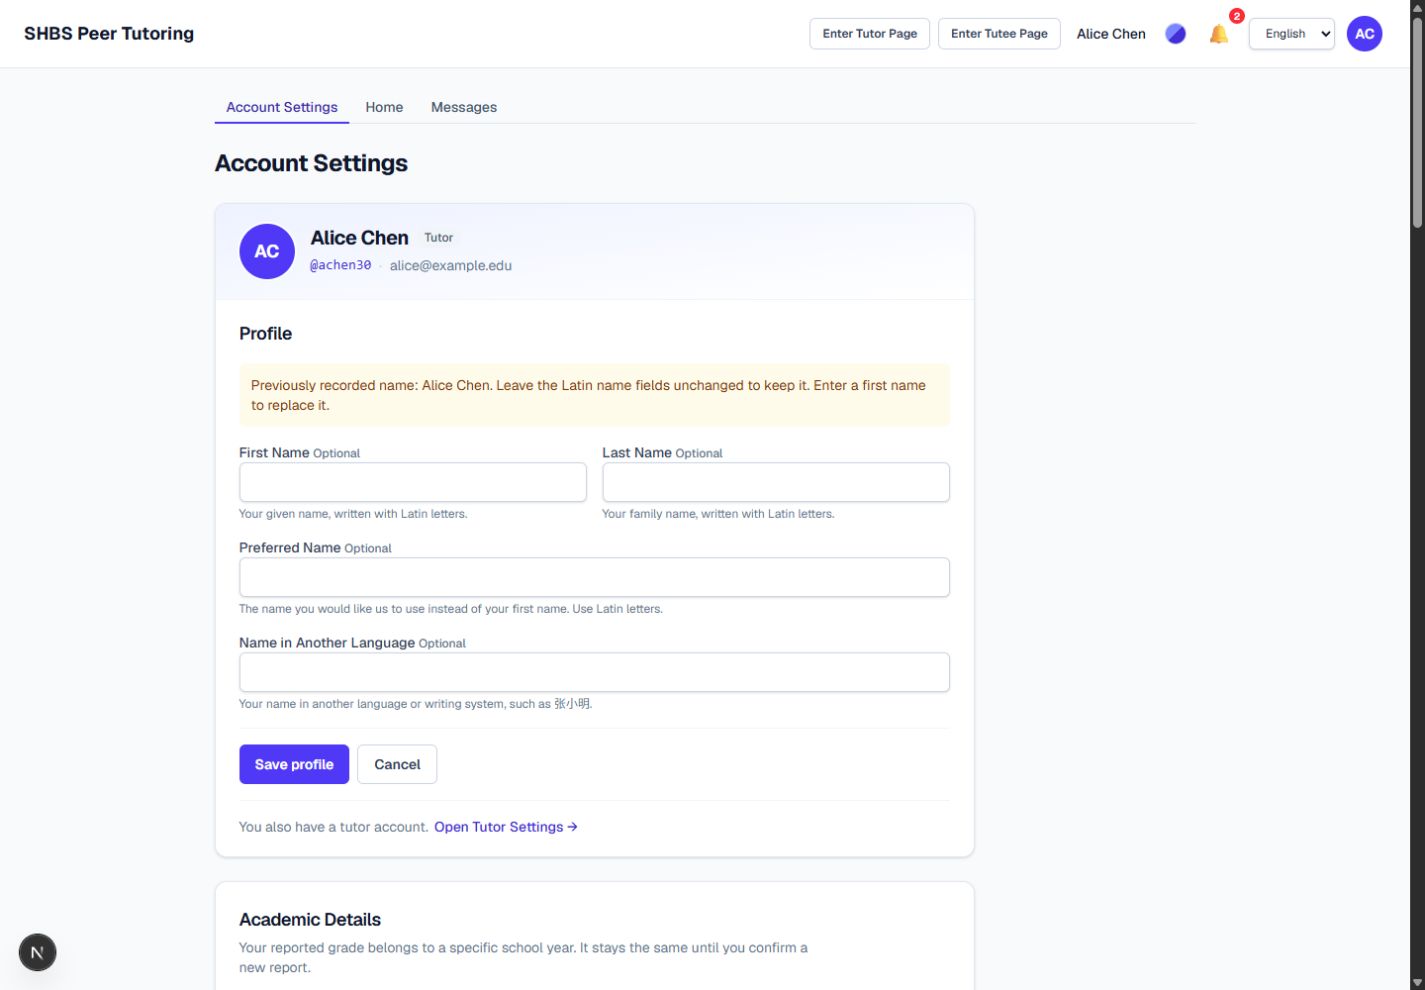 SHBS Peer Tutoring
Enter Tutor Page
Enter Tutee Page
Alice Chen
2
English
AC
Account Settings
Home
Messages
Account Settings
AC
Alice Chen Tutor
@achen30 · alice@example.edu
Profile
Previously recorded name: Alice Chen. Leave the Latin name fields unchanged to keep it. Enter a first name
to replace it.
First Name Optional
Last Name Optional
Your given name, written with Latin letters.
Your family name, written with Latin letters.
Preferred Name Optional
The name you would like us to use instead of your first name. Use Latin letters.
Name in Another Language Optional
Your name in another language or writing system, such as 张小明.
Save profile
Cancel
You also have a tutor account. Open Tutor Settings →
Academic Details
Your reported grade belongs to a specific school year. It stays the same until you confirm a
new report.
N